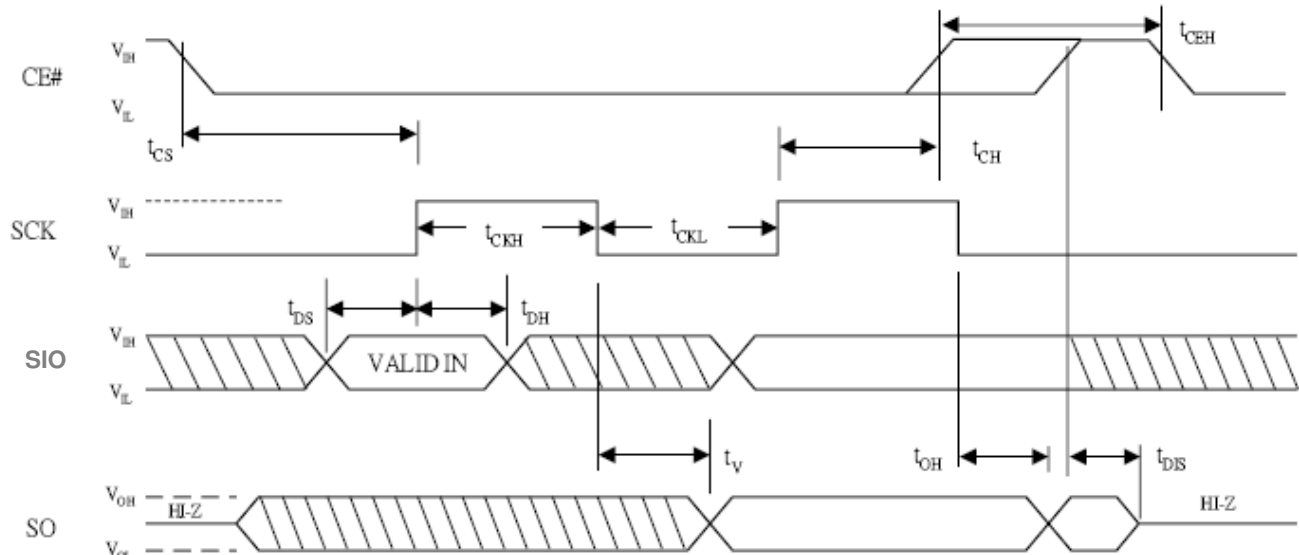 V_IH
CE#
V_IL
t_CEH
t_CS
t_CH
V_IH
SCK
V_IL
t_CKH
t_CKL
t_DS
t_DH
V_IH
SIO
VALID IN
V_IL
t_V
t_OH
t_DIS
V_OH
HI-Z
HI-Z
SO
V_OL